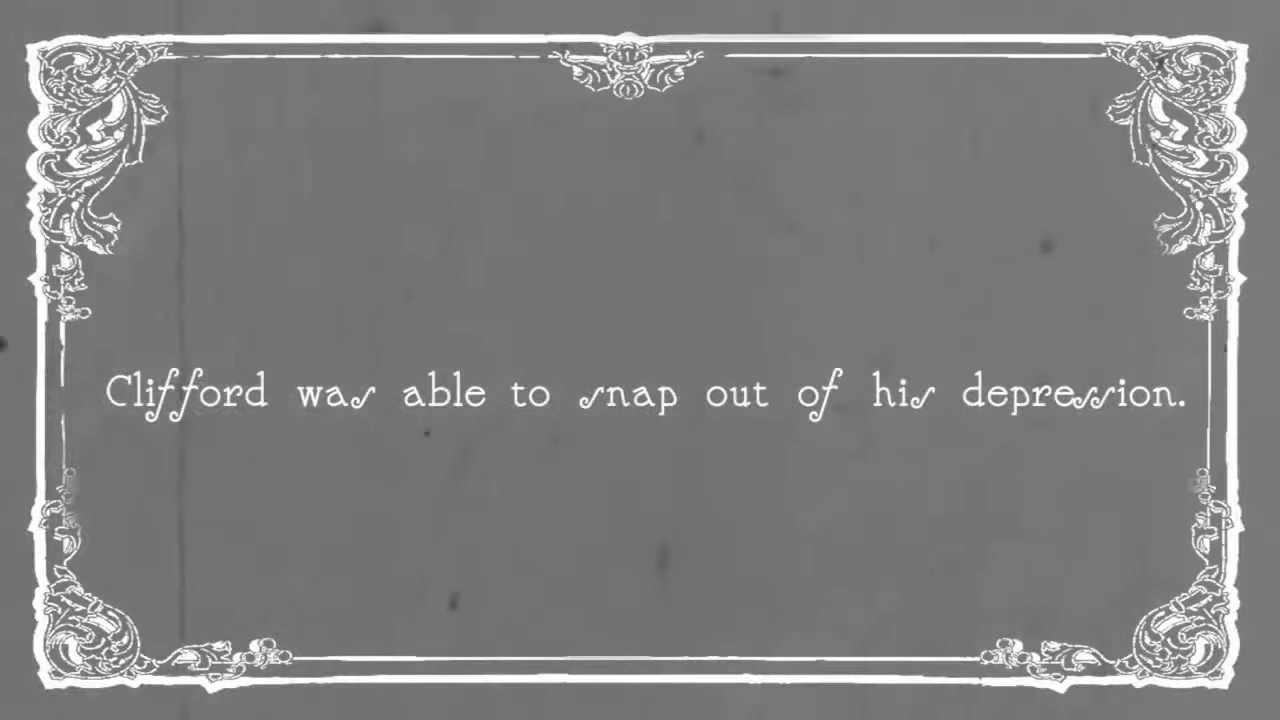 Clifford was able to snap out of his depression.